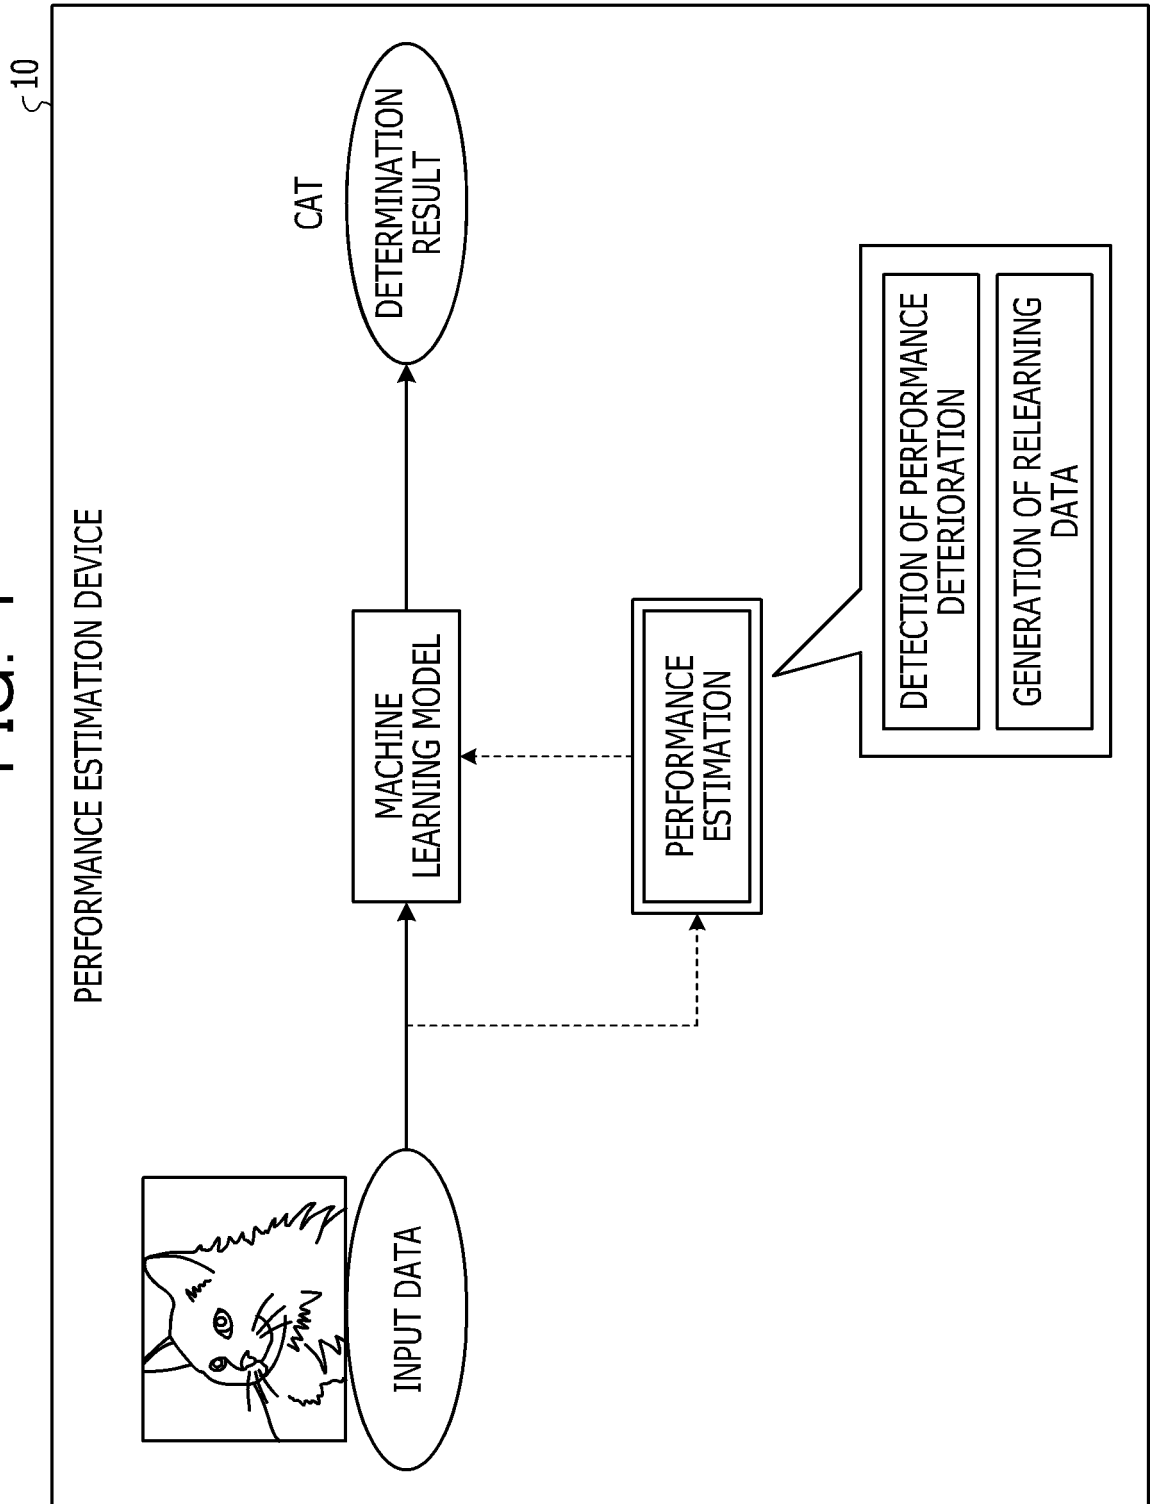 FIG. 1
10
PERFORMANCE ESTIMATION DEVICE
CAT
INPUT DATA
MACHINE
LEARNING MODEL
DETERMINATION
RESULT
PERFORMANCE
ESTIMATION
DETECTION OF PERFORMANCE
DETERIORATION
GENERATION OF RELEARNING
DATA